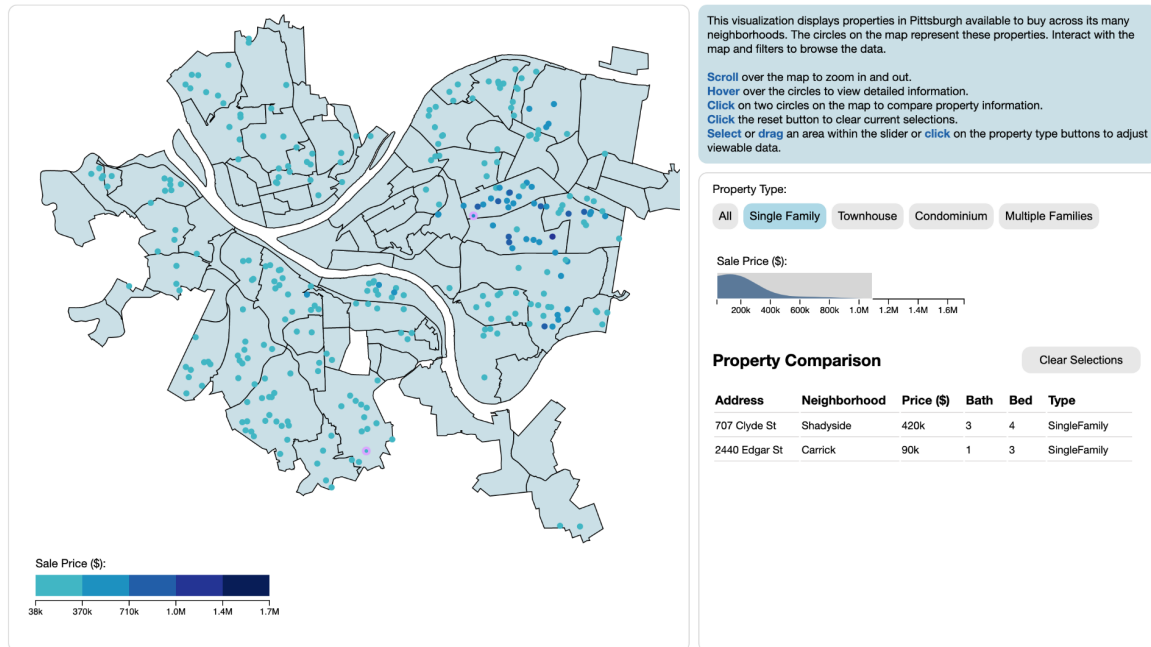 This visualization displays properties in Pittsburgh available to buy across its many
neighborhoods. The circles on the map represent these properties. Interact with the
map and filters to browse the data.
Scroll over the map to zoom in and out.
Hover over the circles to view detailed information.
Click on two circles on the map to compare property information.
Click the reset button to clear current selections.
Select or drag an area within the slider or click on the property type buttons to adjust
viewable data.
Property Type:
All Single Family Townhouse Condominium Multiple Families
Sale Price ($):
200k 400k 600k 800k 1.0M 1.2M 1.4M 1.6M
Property Comparison Clear Selections
Address Neighborhood Price ($) Bath Bed Type
707 Clyde St Shadyside 420k 3 4 SingleFamily
2440 Edgar St Carrick 90k 1 3 SingleFamily
Sale Price ($):
38k 370k 710k 1.0M 1.4M 1.7M